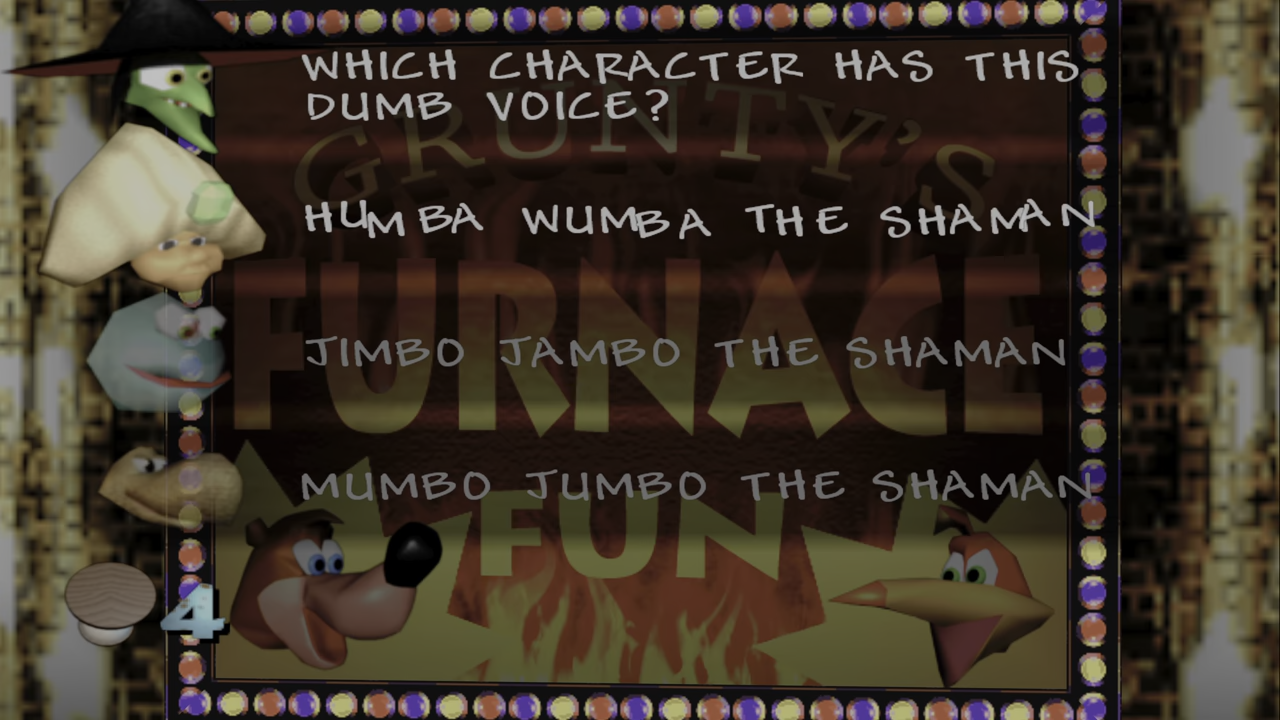 WHICH CHARACTER HAS THIS
DUMB VOICE?
GRUNTY'S
HUMBA WUMBA THE SHAMAN
FURNACE
JIMBO JAMBO THE SHAMAN
MUMBO JUMBO THE SHAMAN
FUN
4